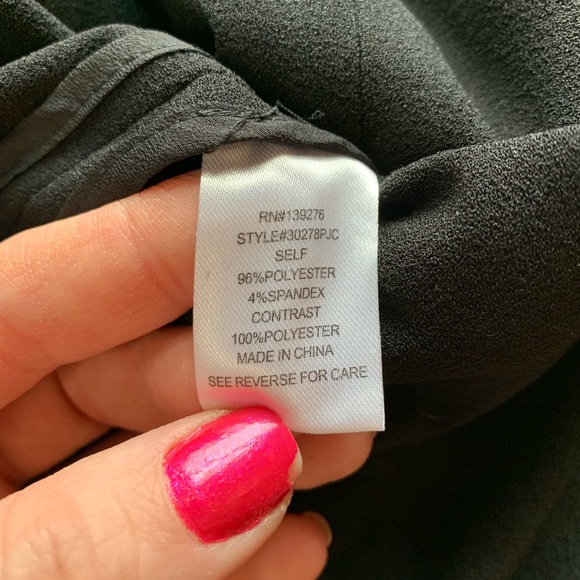 RN#139276
STYLE#30278PJC
SELF
96%POLYESTER
4%SPANDEX
CONTRAST
100%POLYESTER
MADE IN CHINA
SEE REVERSE FOR CARE